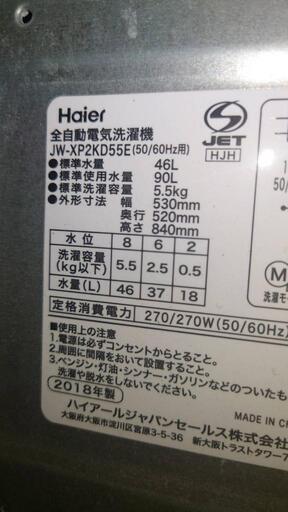 Haier
全自動電気洗濯機
JW-XP2KD55E(50/60Hz用)
JET
HJH
●標準水量 46L
●標準使用水量 90L
●洗濯容量 5.5kg
●外形寸法 幅 530mm
奥行 520mm
高さ 840mm
水位 8 6 2
洗濯容量(kg以下) 5.5 2.5 0.5
水量(L) 46 37 18
定格消費電力 270/270W(50/60Hz)
使用上の注意
1.電源は必ずコンセントからとること。
2.周囲に間隔をおいて設置すること。
3.ベンジン・灯油・シンナー・ガソリンなどのついたも
洗濯や脱水をしないでください。
2018年製
ハイアールジャパンセールス株式会
大阪府大阪市淀川区宮原3-5-36 新大阪トラストタワー7
MADE IN C